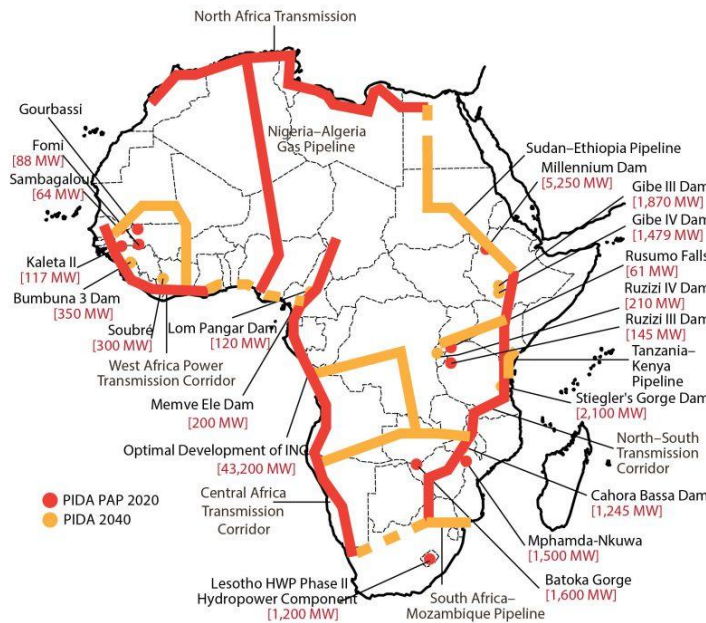 North Africa Transmission
Gourbassi
Fomi
[88 MW]
Sambagalou
[64 MW]
Nigeria–Algeria
Gas Pipeline
Sudan–Ethiopia Pipeline
Millennium Dam
[5,250 MW]
Gibe III Dam
[1,870 MW]
Gibe IV Dam
[1,479 MW]
Rusumo Falls
[61 MW]
Ruzizi IV Dam
[210 MW]
Ruzizi III Dam
[145 MW]
Tanzania–
Kenya
Pipeline
Stiegler's Gorge Dam
[2,100 MW]
North–South
Transmission
Corridor
Cahora Bassa Dam
[1,245 MW]
Mphamda-Nkuwa
[1,500 MW]
Batoka Gorge
[1,600 MW]
South Africa–
Mozambique Pipeline
Kaleta II
[117 MW]
Bumbuna 3 Dam
[350 MW]
Soubré
[300 MW]
Lom Pangar Dam
[120 MW]
West Africa Power
Transmission Corridor
Memve Ele Dam
[200 MW]
Optimal Development of ING
[43,200 MW]
Central Africa
Transmission
Corridor
PIDA PAP 2020
PIDA 2040
Lesotho HWP Phase II
Hydropower Component
[1,200 MW]